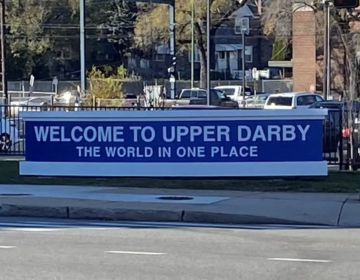 WELCOME TO UPPER DARBY
THE WORLD IN ONE PLACE